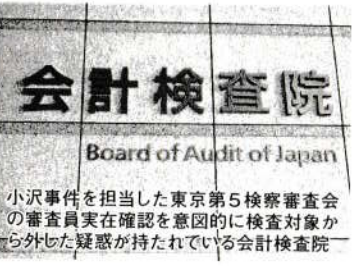 会計検査院
Board of Audit of Japan
小沢事件を担当した東京第5検察審査会
の審査員実在確認を意図的に検査対象か
ら外した疑惑が持たれている会計検査院